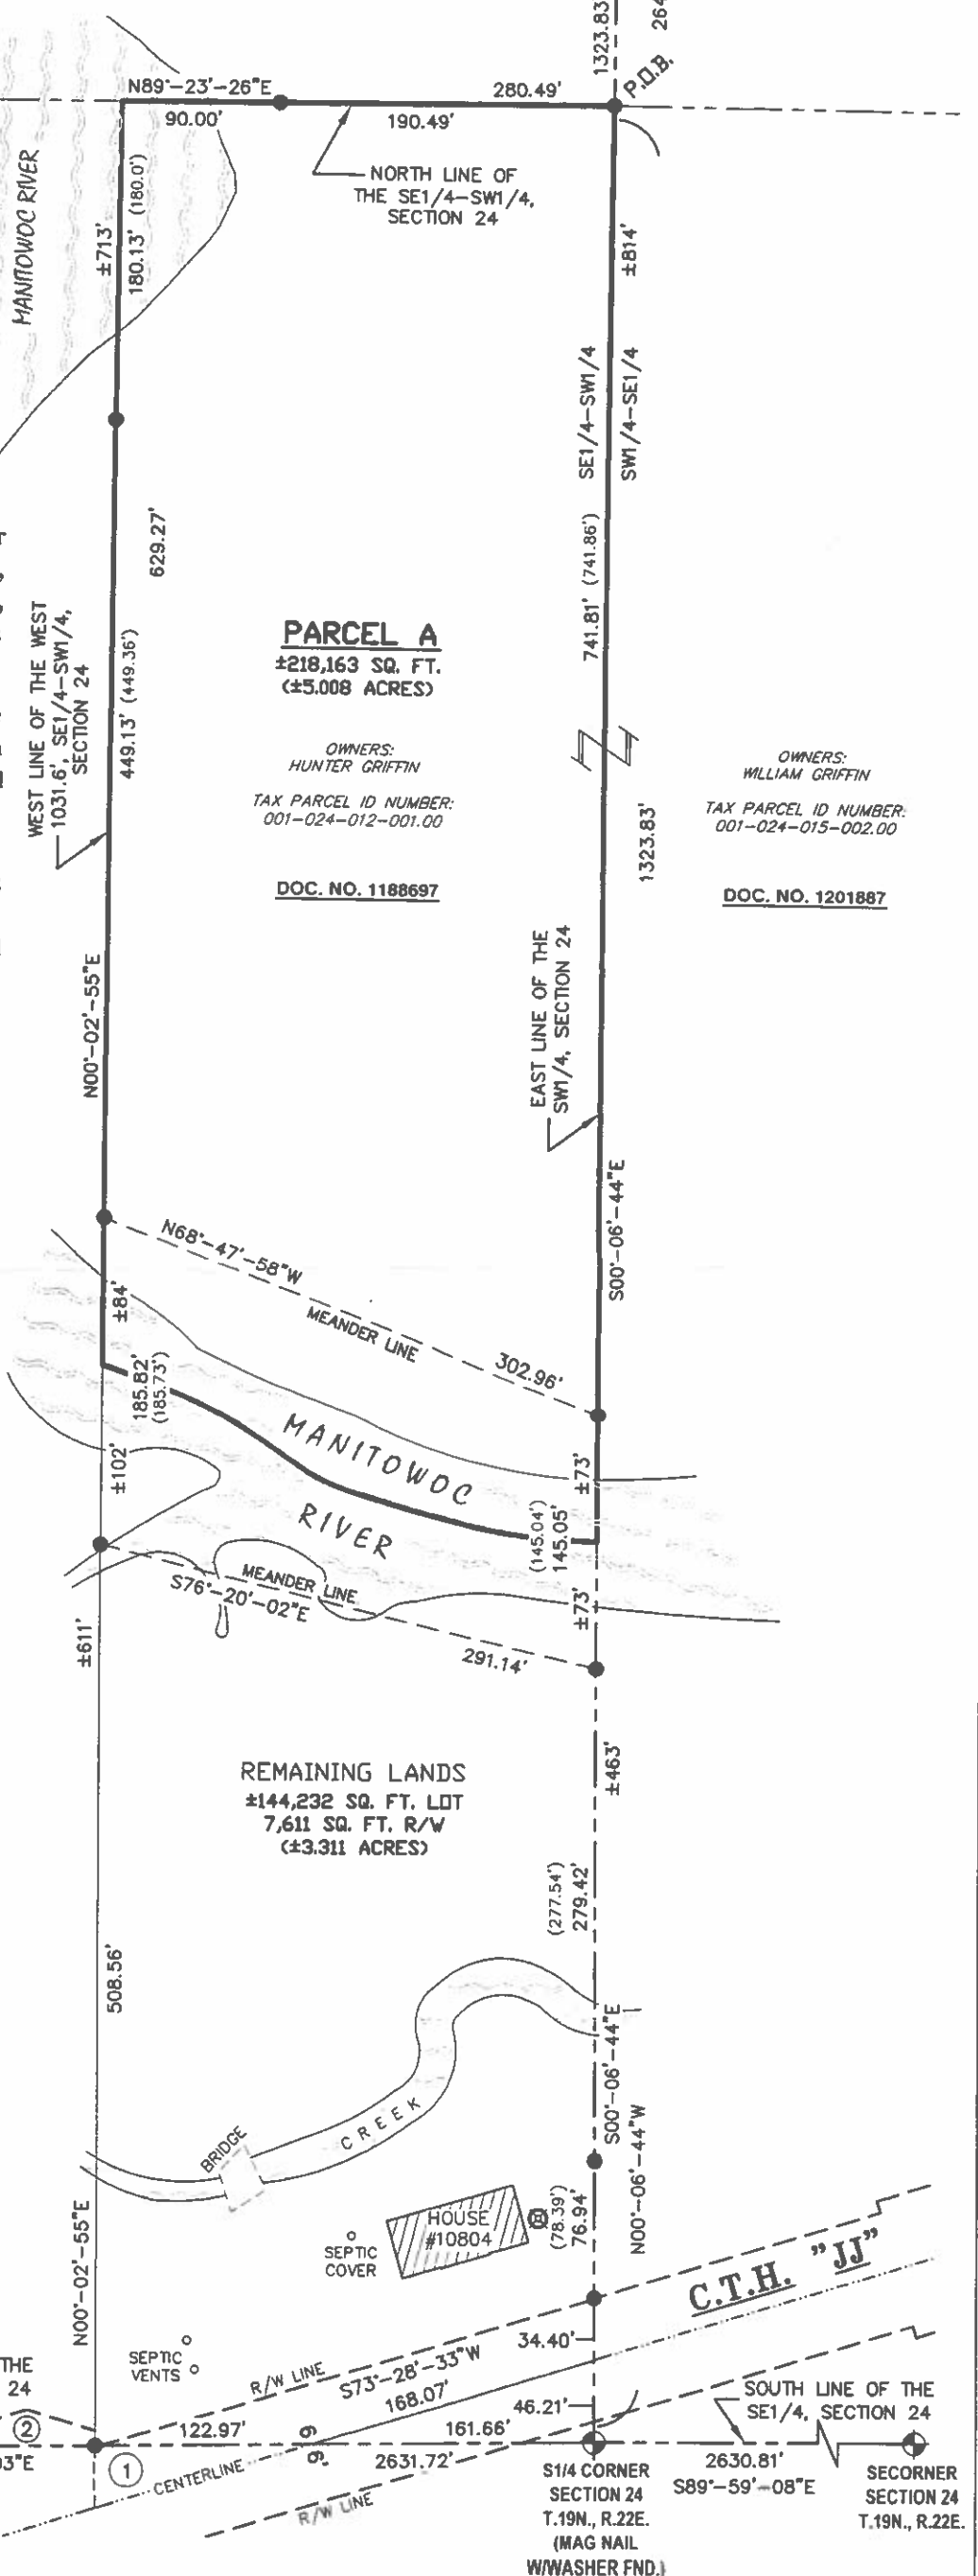 1323.83'
264
P.O.B.
N89°-23'-26"E
280.49'
90.00'
190.49'
NORTH LINE OF
THE SE1/4-SW1/4,
SECTION 24
MANITOWOC RIVER
±713'
180.13' (180.0')
±814'
SE1/4-SW1/4
SW1/4-SE1/4
629.27'
741.81' (741.86')
WEST LINE OF THE WEST
1031.6', SE1/4-SW1/4,
SECTION 24
449.13' (449.36')
PARCEL A
±218,163 SQ. FT.
(±5.008 ACRES)
OWNERS:
HUNTER GRIFFIN
TAX PARCEL ID NUMBER:
001-024-012-001.00
DOC. NO. 1188697
OWNERS:
WILLIAM GRIFFIN
TAX PARCEL ID NUMBER:
001-024-015-002.00
DOC. NO. 1201887
1323.83'
N00°-02'-55"E
EAST LINE OF THE
SW1/4, SECTION 24
S00°-06'-44"E
N68°-47'-58"W
MEANDER LINE
302.96'
±84'
185.82'
(185.73')
±102'
MANITOWOC
RIVER
±73'
(145.04')
145.05'
±73'
MEANDER LINE
S76°-20'-02"E
291.14'
±611'
±463'
REMAINING LANDS
±144,232 SQ. FT. LOT
7,611 SQ. FT. R/W
(±3.311 ACRES)
(277.54')
279.42'
508.56'
S00°-06'-44"E
N00°-06'-44"W
CREEK
BRIDGE
HOUSE
#10804
(78.39')
76.94'
SEPTIC
COVER
N00°-02'-55"E
C.T.H. "JJ"
SEPTIC
VENTS
34.40'
R/W LINE
S73°-28'-33"W
168.07'
46.21'
THE
24
2
3"E
1
122.97'
66'
161.66'
CENTERLINE
2631.72'
R/W LINE
SOUTH LINE OF THE
SE1/4, SECTION 24
2630.81'
S89°-59'-08"E
S1/4 CORNER
SECTION 24
T.19N., R.22E.
(MAG NAIL
W/WASHER FND.)
SECORNER
SECTION 24
T.19N., R.22E.